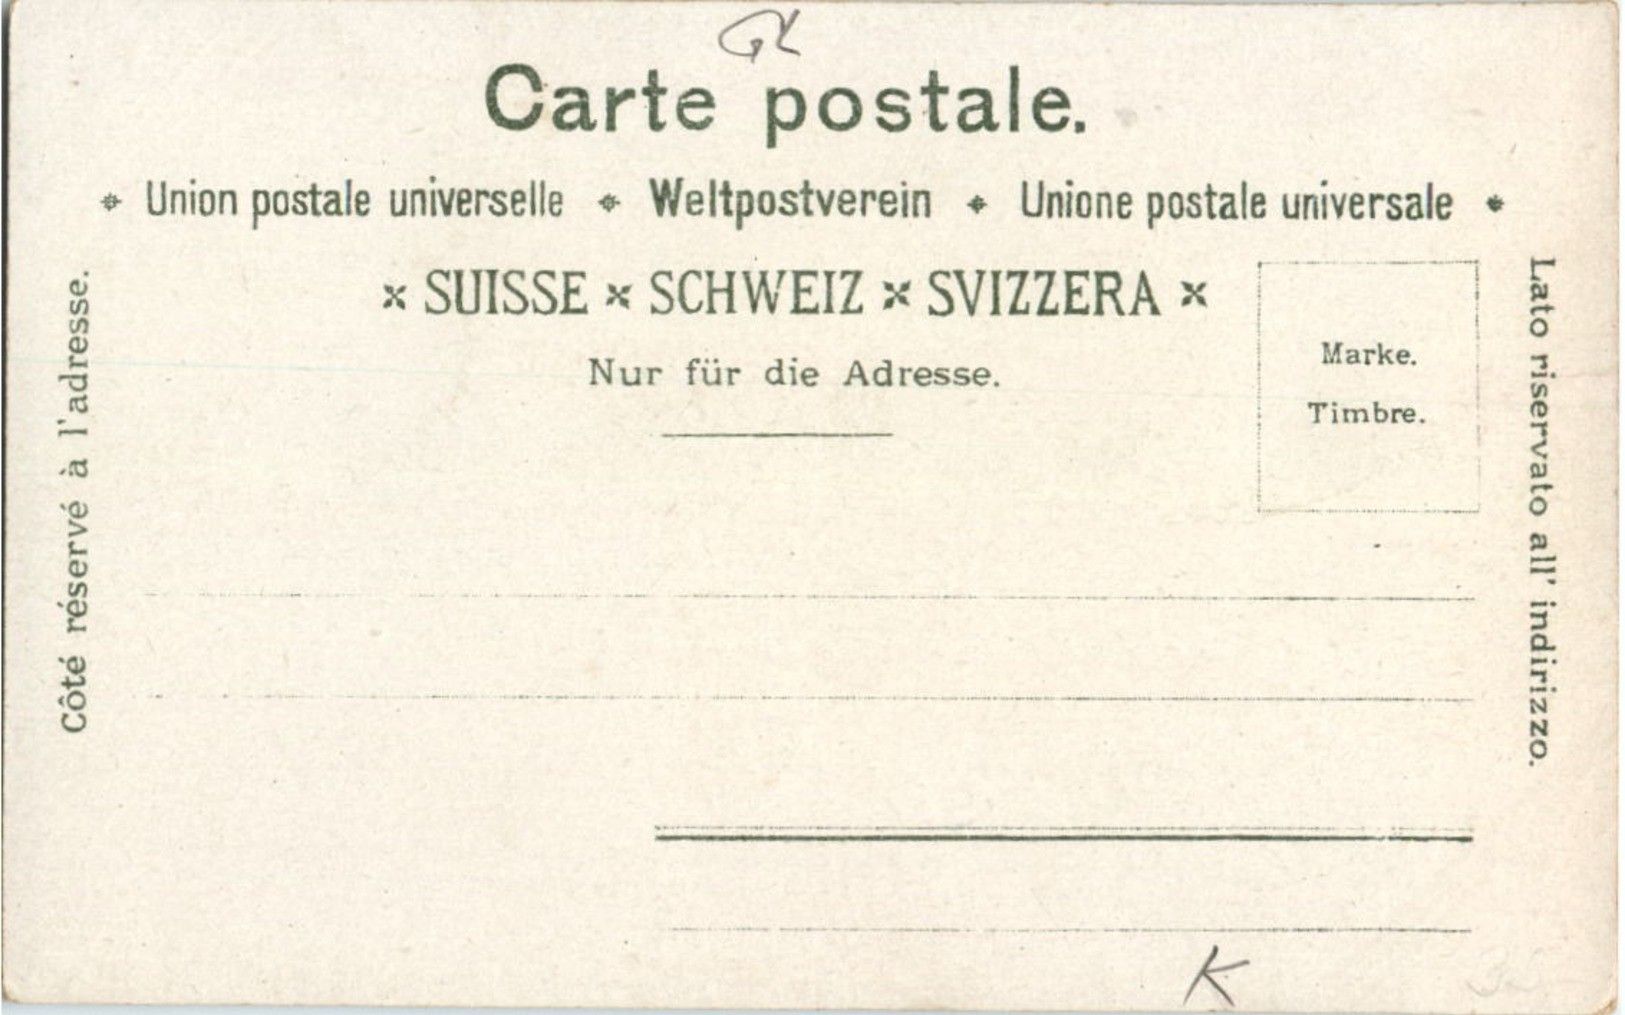 Carte postale.
Union postale universelle * Weltpostverein * Unione postale universale
SUISSE × SCHWEIZ × SVIZZERA
Nur für die Adresse.
Marke.
Timbre.
Côté réservé à l'adresse.
Lato riservato all' indirizzo.
K